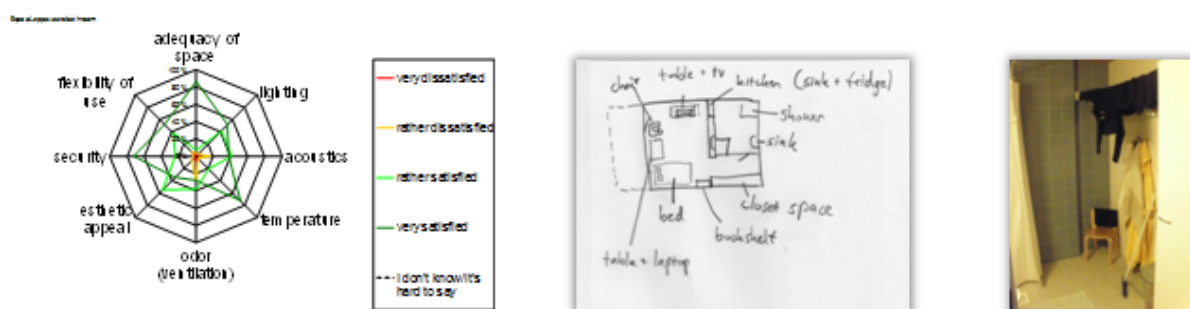 adequacy of
space
flexibility of
use
lighting
security
acoustics
esthetic
appeal
temperature
odor
(ventilation)
very dissatisfied
rather dissatisfied
rather satisfied
very satisfied
I don't know it's
hard to say
chair
table + tv
kitchen (sink + fridge)
shower
sink
bed
closet space
bookshelf
table + laptop